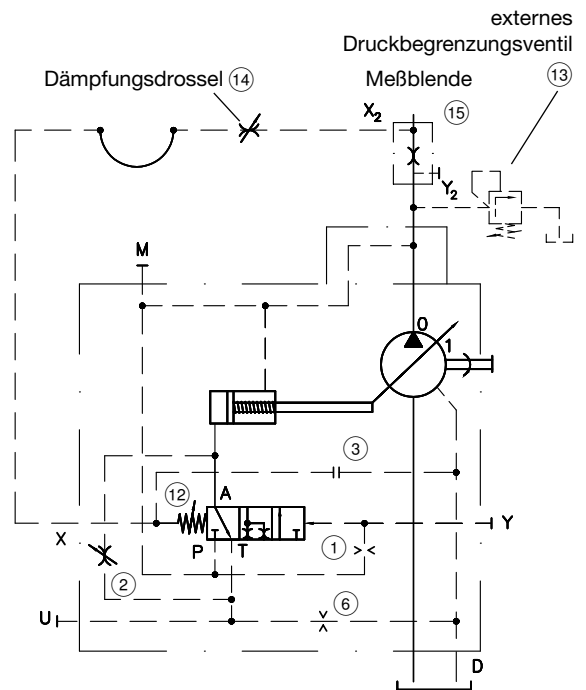 externes
Druckbegrenzungsventil
Dämpfungsdrossel 14
Meßblende
13
X2
15
Y2
M
0
1
3
12
A
X
P
T
1
Y
2
6
U
D